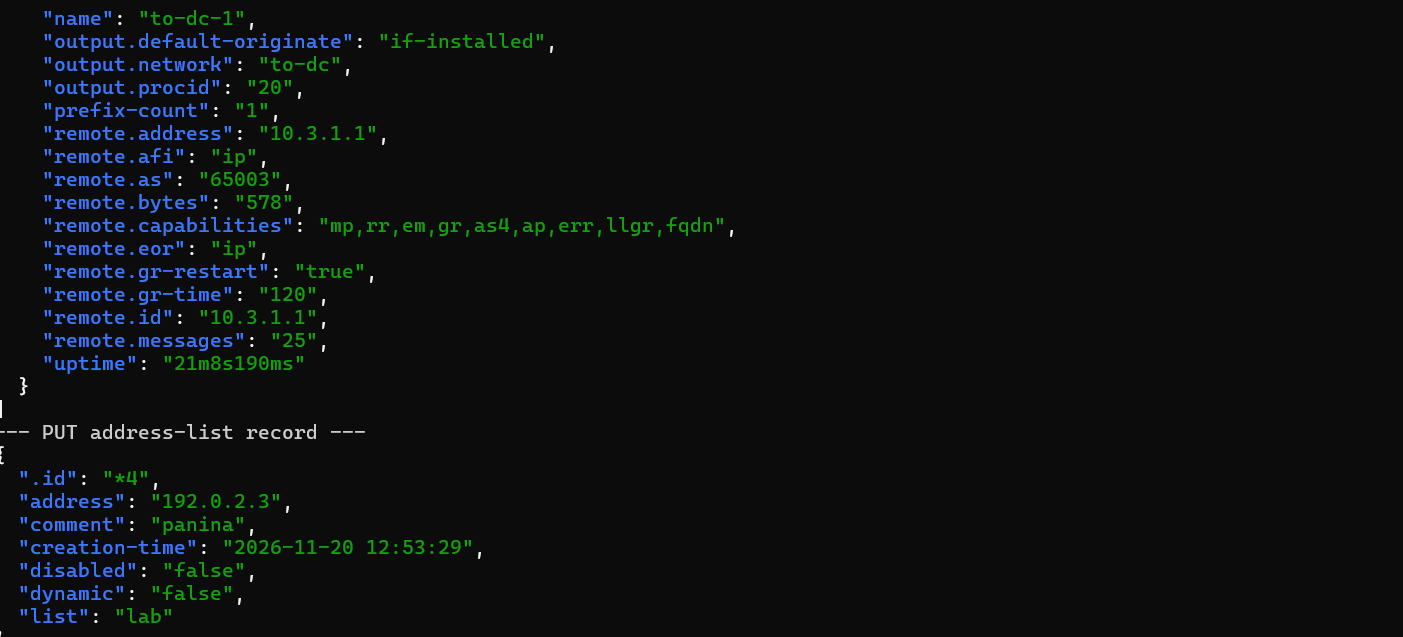 "name": "to-dc-1",
"output.default-originate": "if-installed",
"output.network": "to-dc",
"output.procid": "20",
"prefix-count": "1",
"remote.address": "10.3.1.1",
"remote.afi": "ip",
"remote.as": "65003",
"remote.bytes": "578",
"remote.capabilities": "mp,rr,em,gr,as4,ap,err,llgr,fqdn",
"remote.eor": "ip",
"remote.gr-restart": "true",
"remote.gr-time": "120",
"remote.id": "10.3.1.1",
"remote.messages": "25",
"uptime": "21m8s190ms"
}
]
--- PUT address-list record ---
{
".id": "*4",
"address": "192.0.2.3",
"comment": "panina",
"creation-time": "2026-11-20 12:53:29",
"disabled": "false",
"dynamic": "false",
"list": "lab"